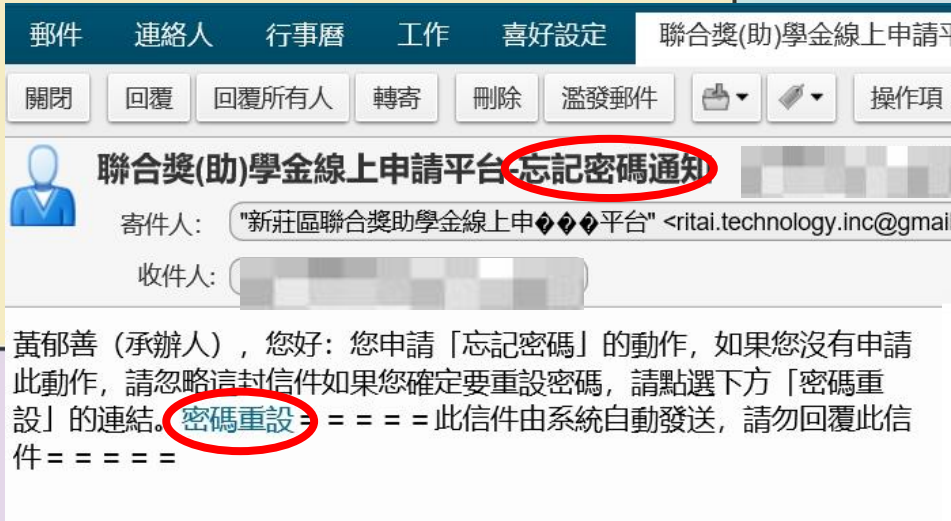 郵件 連絡人 行事曆 工作 喜好設定 聯合獎(助)學金線上申請
關閉 回覆 回覆所有人 轉寄 刪除 濫發郵件 操作項
聯合獎(助)學金線上申請平台-忘記密碼通知
寄件人: "新莊區聯合獎助學金線上申���平台" <ritai.technology.inc@gmai
收件人:
黃郁善（承辦人）, 您好: 您申請「忘記密碼」的動作, 如果您沒有申請
此動作, 請忽略這封信件如果您確定要重設密碼, 請點選下方「密碼重
設」的連結。密碼重設=====此信件由系統自動發送, 請勿回覆此信
件=====